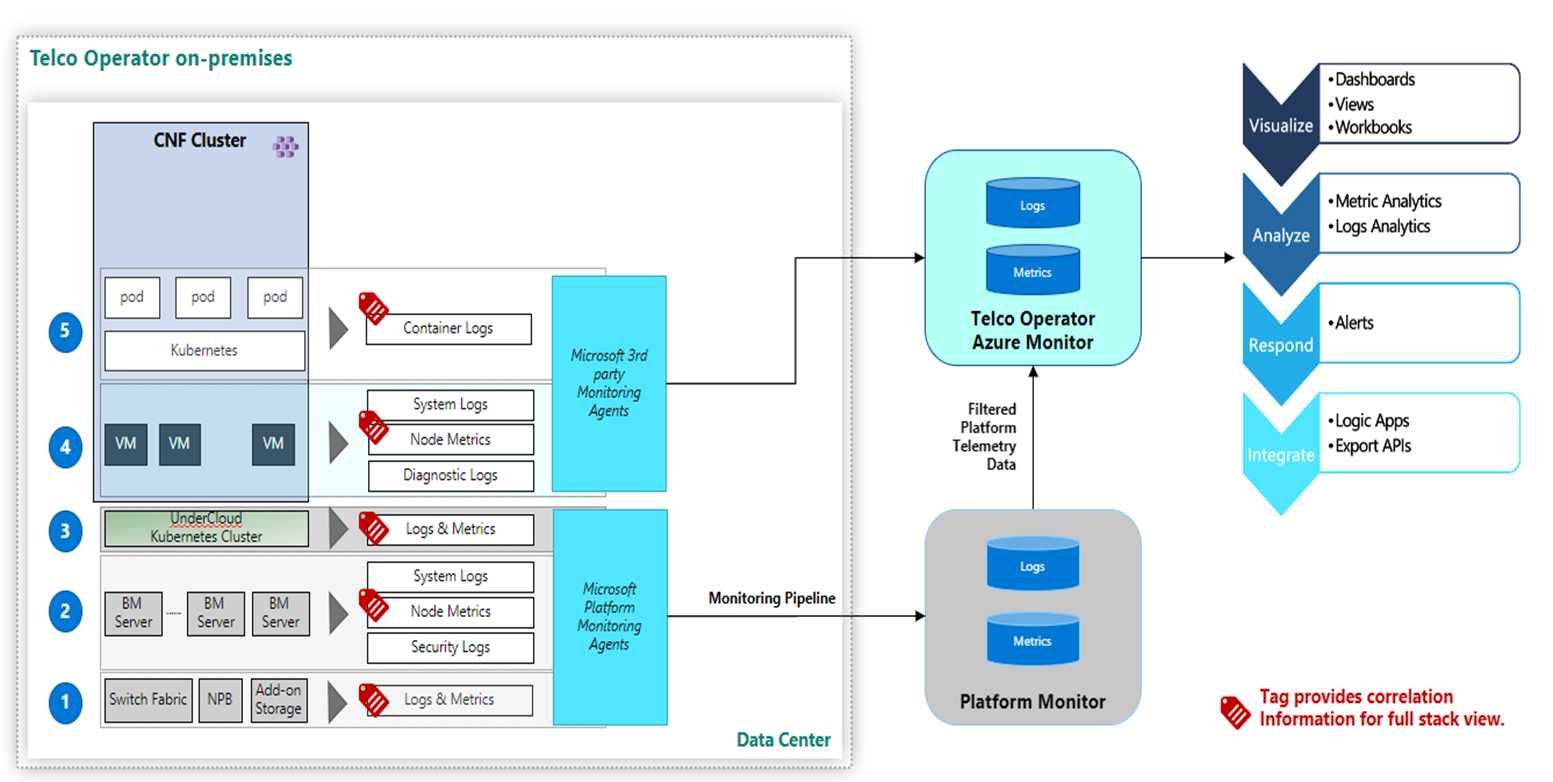 Telco Operator on-premises
CNF Cluster
5
pod
pod
pod
Kubernetes
Container Logs
4
VM
VM
VM
System Logs
Node Metrics
Diagnostic Logs
Microsoft 3rd
party
Monitoring
Agents
3
UnderCloud
Kubernetes Cluster
Logs & Metrics
2
BM
Server
......
BM
Server
BM
Server
System Logs
Node Metrics
Security Logs
1
Switch Fabric
NPB
Add-on
Storage
Logs & Metrics
Microsoft
Platform
Monitoring
Agents
Data Center
Monitoring Pipeline
Logs
Metrics
Telco Operator
Azure Monitor
Filtered
Platform
Telemetry
Data
Logs
Metrics
Platform Monitor
Visualize
•Dashboards
•Views
•Workbooks
Analyze
•Metric Analytics
•Logs Analytics
Respond
•Alerts
Integrate
•Logic Apps
•Export APIs
Tag provides correlation
Information for full stack view.